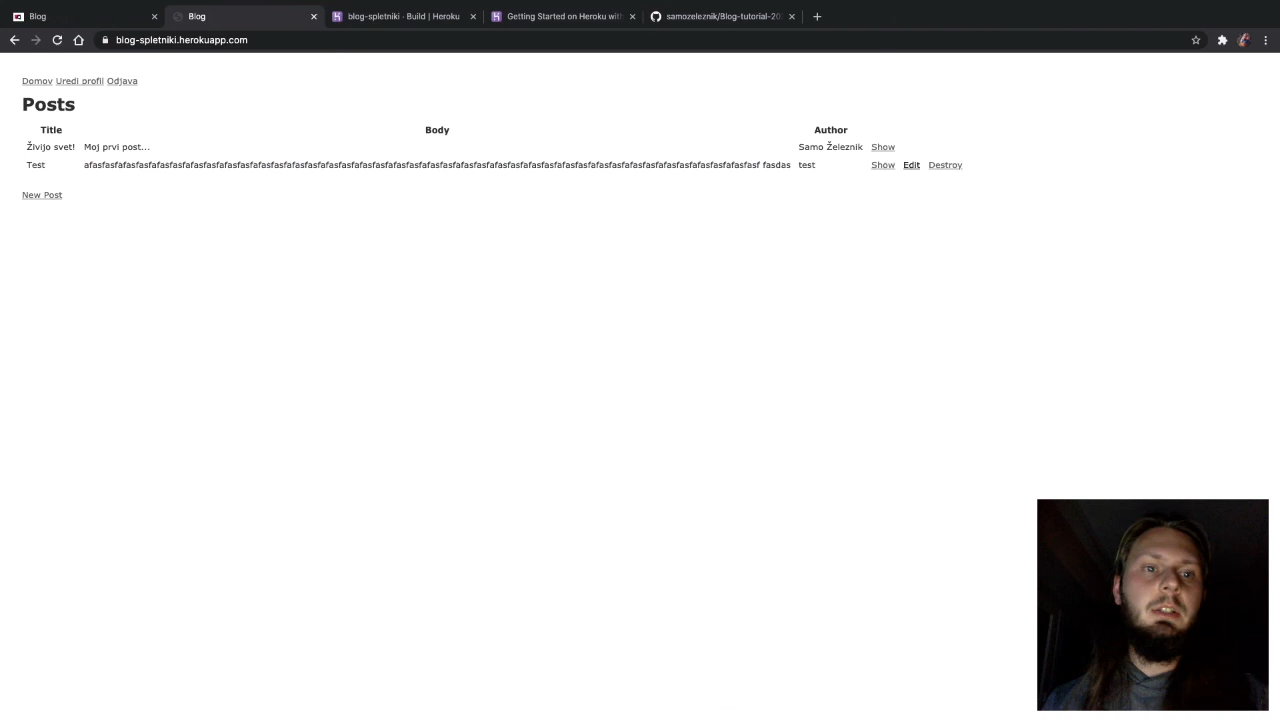 Blog
Blog
blog-spletniki · Build | Heroku
Getting Started on Heroku with
samozeleznik/Blog-tutorial-20
blog-spletniki.herokuapp.com
Domov Uredi profil Odjava
Posts
Title Body Author
Živijo svet! Moj prvi post... Samo Železnik Show
Test fasdas test Show Edit Destroy
New Post